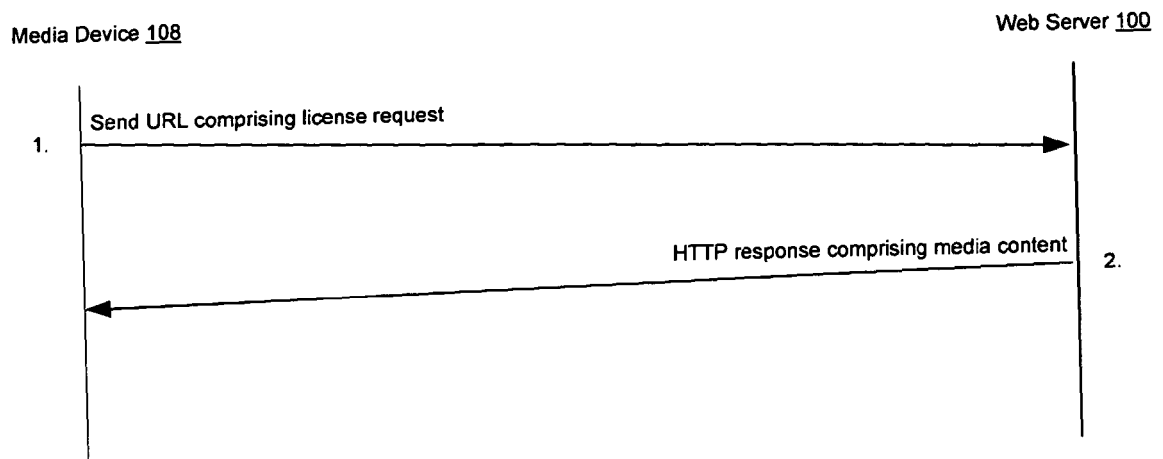 Media Device 108
Web Server 100
Send URL comprising license request
1.
HTTP response comprising media content
2.